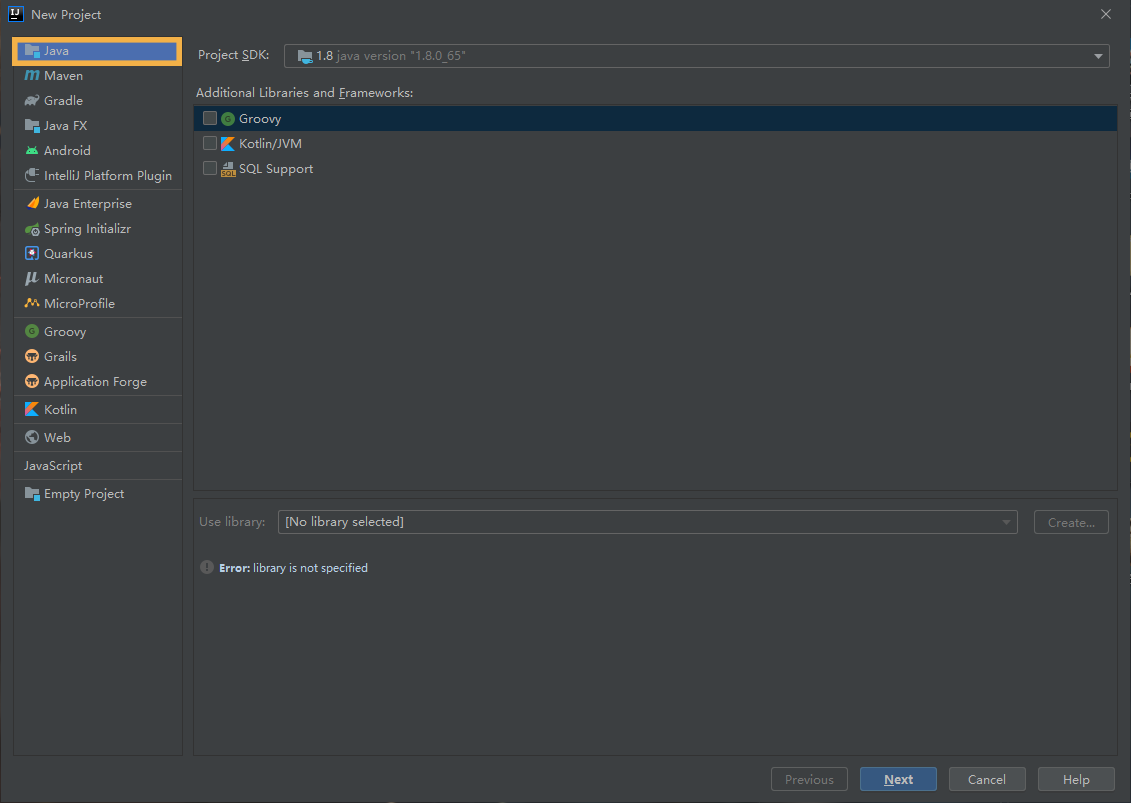 New Project
Java
Maven
Gradle
Java FX
Android
IntelliJ Platform Plugin
Java Enterprise
Spring Initializr
Quarkus
Micronaut
MicroProfile
Groovy
Grails
Application Forge
Kotlin
Web
JavaScript
Empty Project
Project SDK: 1.8 java version "1.8.0_65"
Additional Libraries and Frameworks:
Groovy
Kotlin/JVM
SQL Support
Use library: [No library selected] Create...
Error: library is not specified
Previous Next Cancel Help